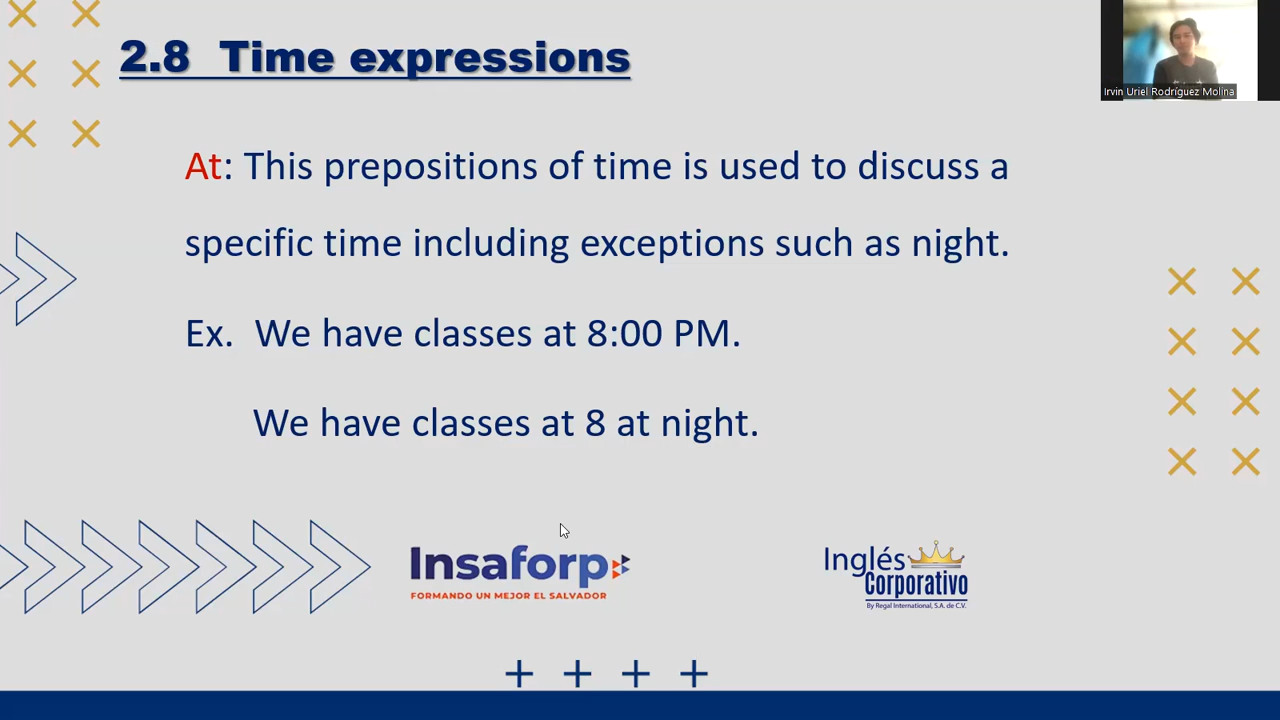 2.8 Time expressions
Irvin Uriel Rodríguez Molina
At: This prepositions of time is used to discuss a
specific time including exceptions such as night.
Ex. We have classes at 8:00 PM.
We have classes at 8 at night.
Insaforp
FORMANDO UN MEJOR EL SALVADOR
Inglés
Corporativo
By Regal International, S.A. de C.V.